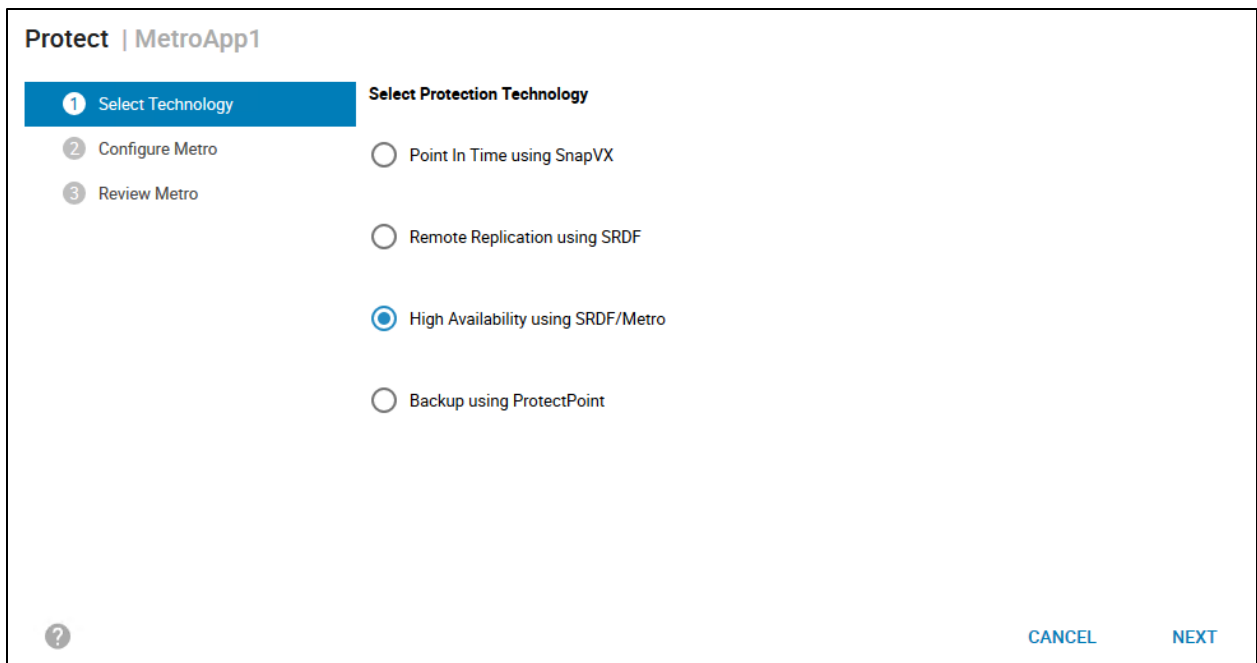 Protect | MetroApp1
1 Select Technology
2 Configure Metro
3 Review Metro
Select Protection Technology
Point In Time using SnapVX
Remote Replication using SRDF
High Availability using SRDF/Metro
Backup using ProtectPoint
?
CANCEL NEXT